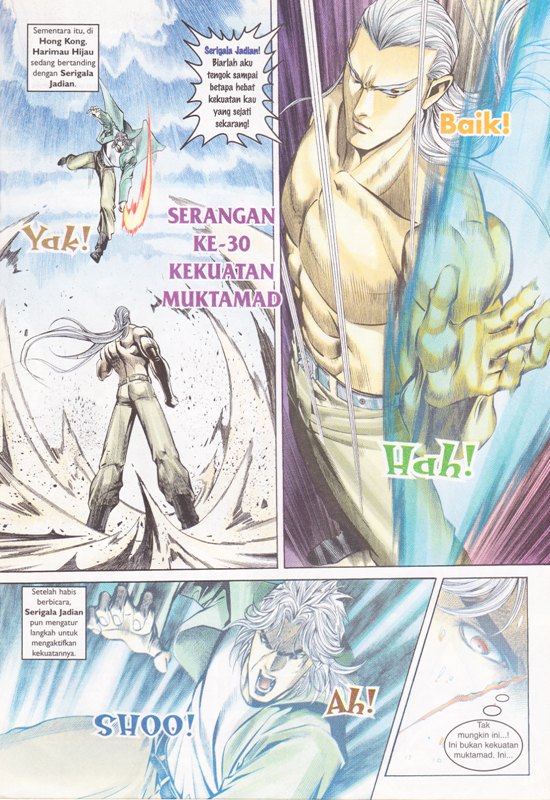 Sementara itu, di
Hong Kong,
Harimau Hijau
sedang bertanding
dengan Serigala
Jadian.
Serigala Jadian!
Biarlah aku
tengok sampai
betapa hebat
kekuatan kau
yang sejati
sekarang!
Baik!
Yak!
SERANGAN
KE-30
KEKUATAN
MUKTAMAD
Hah!
Setelah habis
berbicara,
Serigala Jadian
pun mengatur
langkah untuk
mengaktifkan
kekuatannya.
SHOO!
Ah!
Tak
mungkin ini...!
Ini bukan kekuatan
muktamad. Ini...